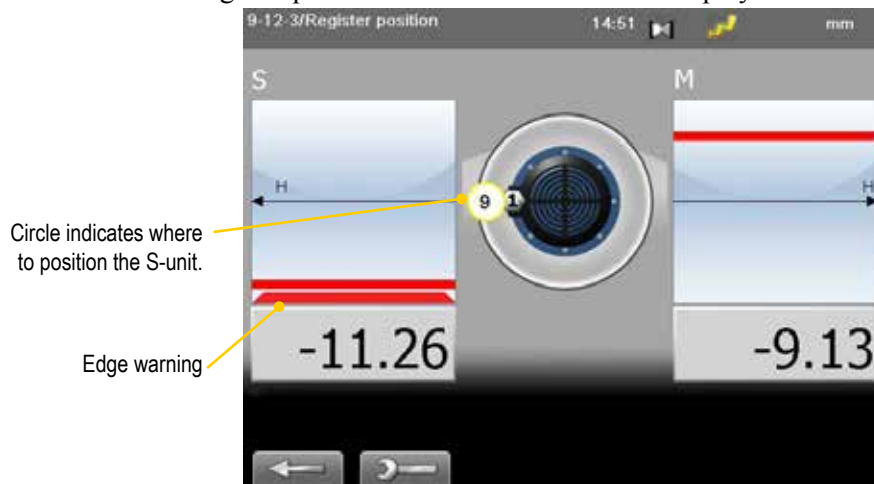 9-12-3/Register position 14:51 mm
S M
H H
9 1
Circle indicates where
to position the S-unit.
Edge warning
-11.26 -9.13